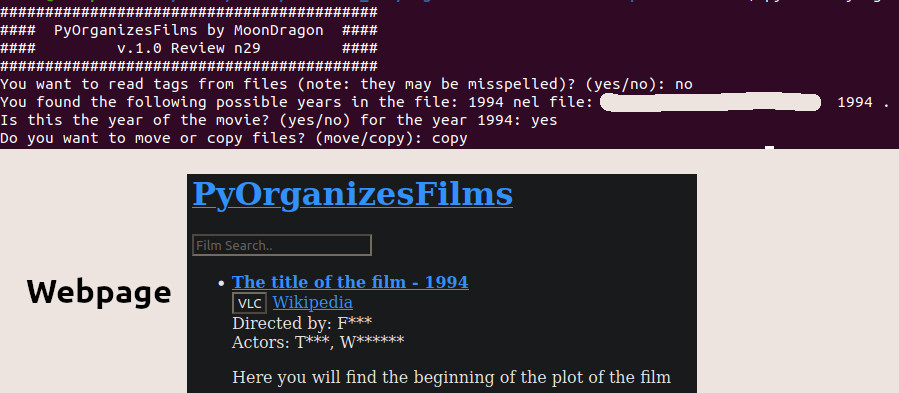 ##########################################
####  PyOrganizesFilms by MoonDragon  ####
####         v.1.0 Review n29         ####
##########################################
You want to read tags from files (note: they may be misspelled)? (yes/no): no
You found the following possible years in the file: 1994 nel file: 1994 .
Is this the year of the movie? (yes/no) for the year 1994: yes
Do you want to move or copy files? (move/copy): copy
PyOrganizesFilms
Film Search..
Webpage
The title of the film - 1994
VLC Wikipedia
Directed by: F***
Actors: T***, W******
Here you will find the beginning of the plot of the film